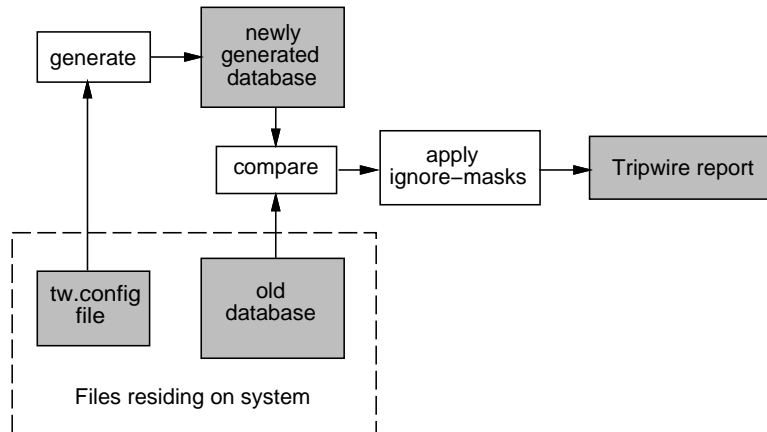 generate
newly
generated
database
compare
apply
ignore−masks
Tripwire report
tw.config
file
old
database
Files residing on system